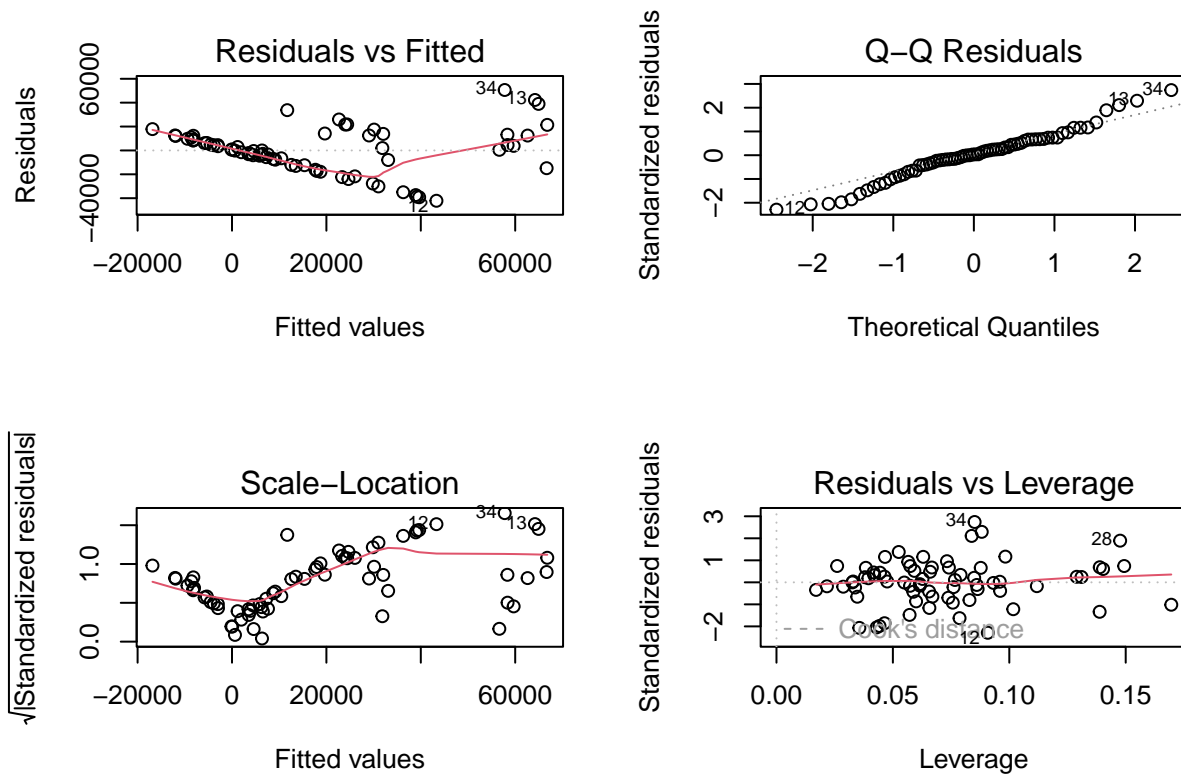 Residuals vs Fitted
Residuals
60000
−40000
−20000 0 20000 60000
Fitted values
34
13
12
Q−Q Residuals
Standardized residuals
2
0
−2
−2 −1 0 1 2
Theoretical Quantiles
13
34
12
Scale−Location
√|Standardized residuals|
1.0
0.0
−20000 0 20000 60000
Fitted values
34
12
13
Residuals vs Leverage
Standardized residuals
3
1
−2
0.00 0.05 0.10 0.15
Leverage
34
28
12
Cook's distance